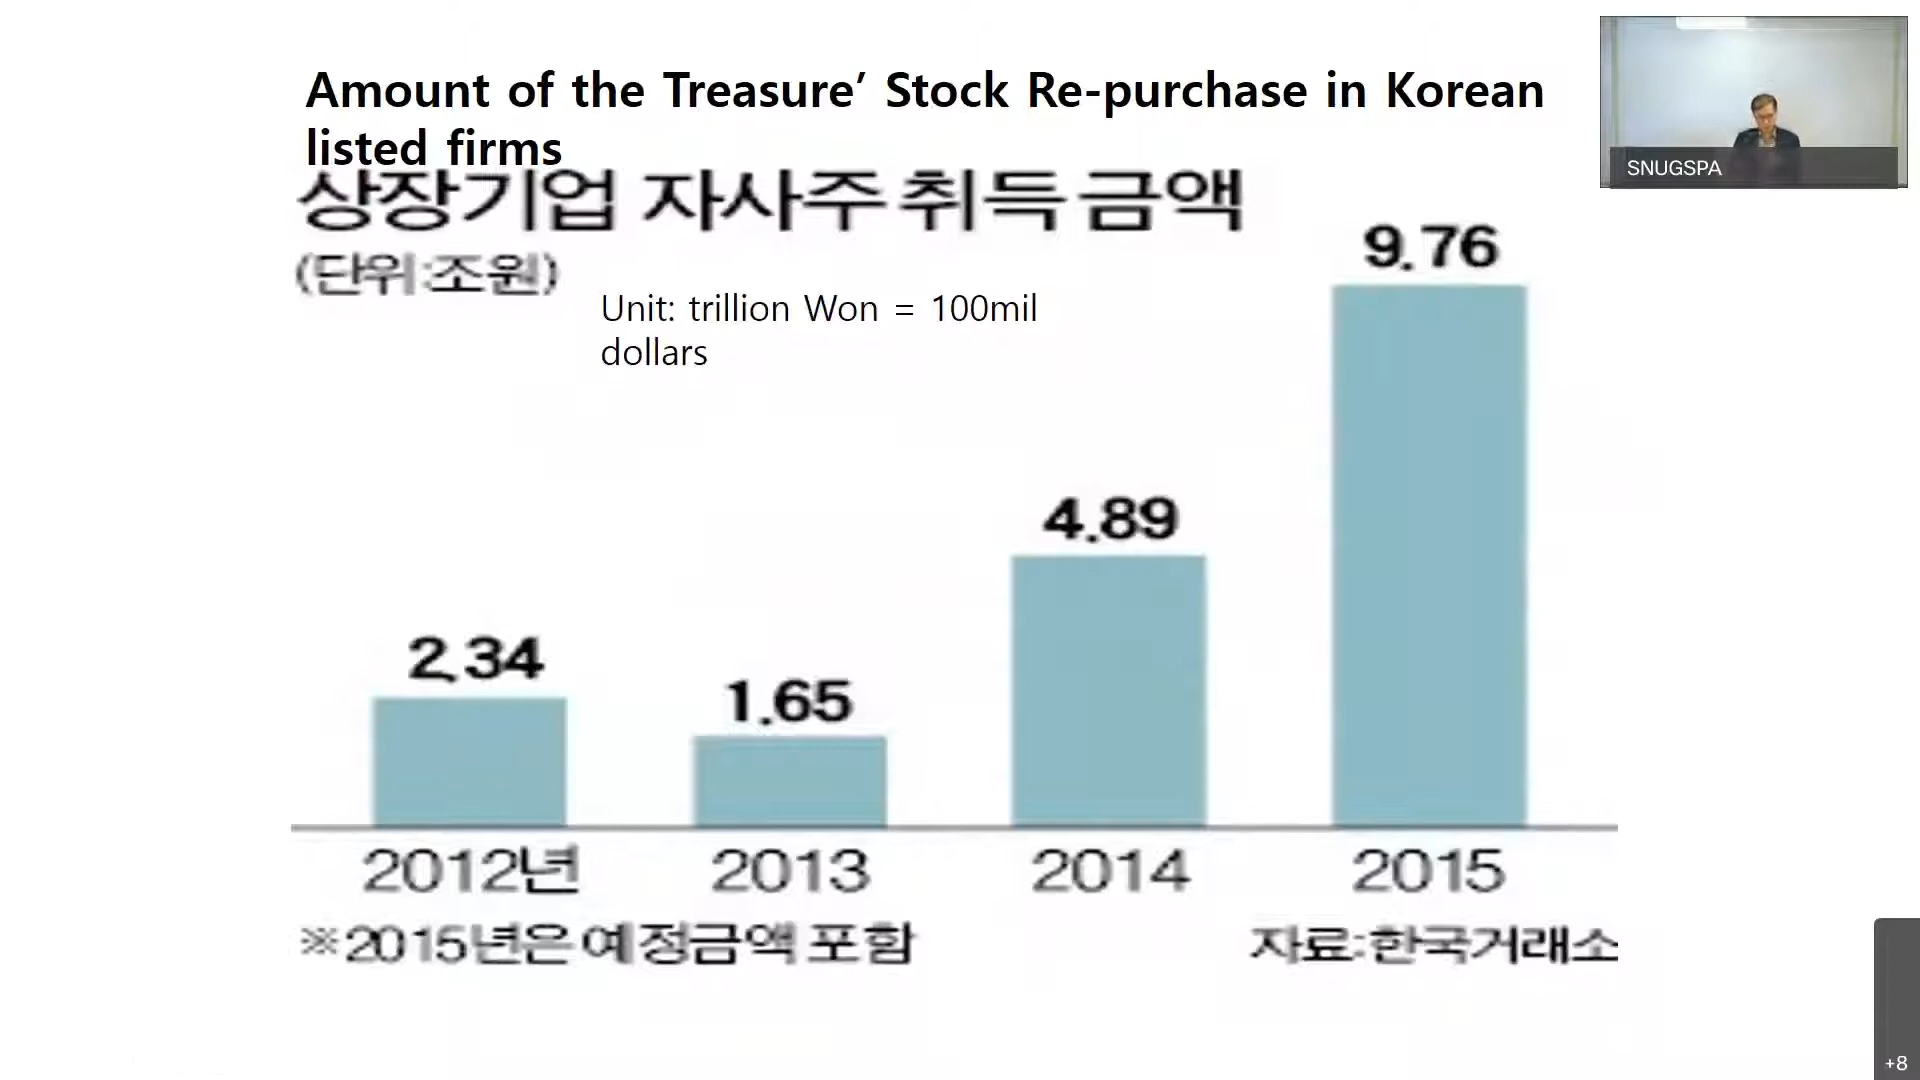 Amount of the Treasure’ Stock Re-purchase in Korean
listed firms
상장기업 자사주 취득 금액
(단위:조원)
Unit: trillion Won = 100mil
dollars
9.76
4.89
2.34
1.65
2012년
2013
2014
2015
※2015년은 예정금액 포함
자료:한국거래소
SNUGSPA
+8